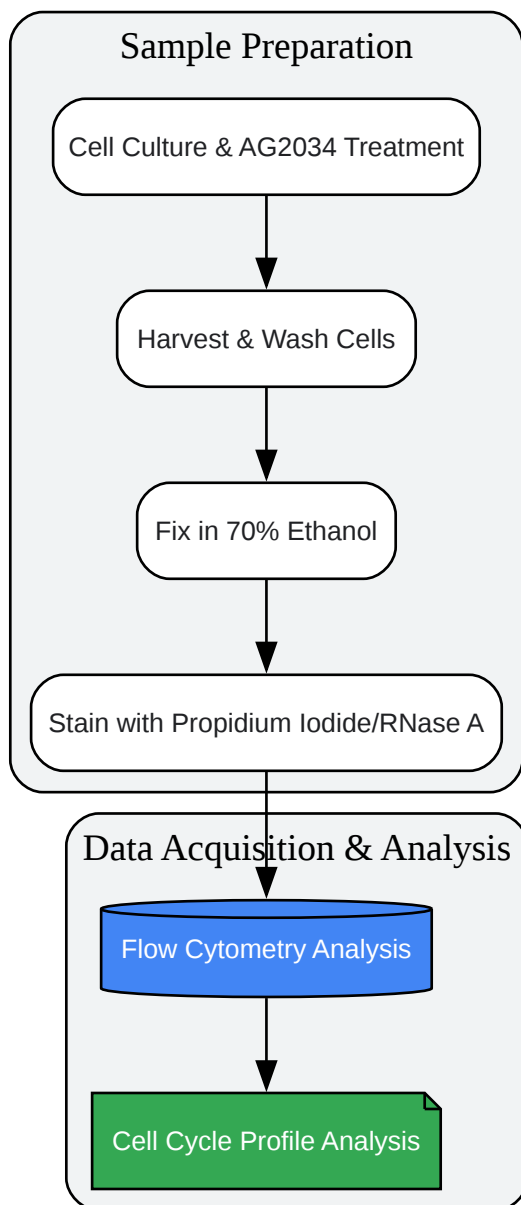 Sample Preparation
Cell Culture & AG2034 Treatment
Harvest & Wash Cells
Fix in 70% Ethanol
Stain with Propidium Iodide/RNase A
Data Acquisition & Analysis
Flow Cytometry Analysis
Cell Cycle Profile Analysis